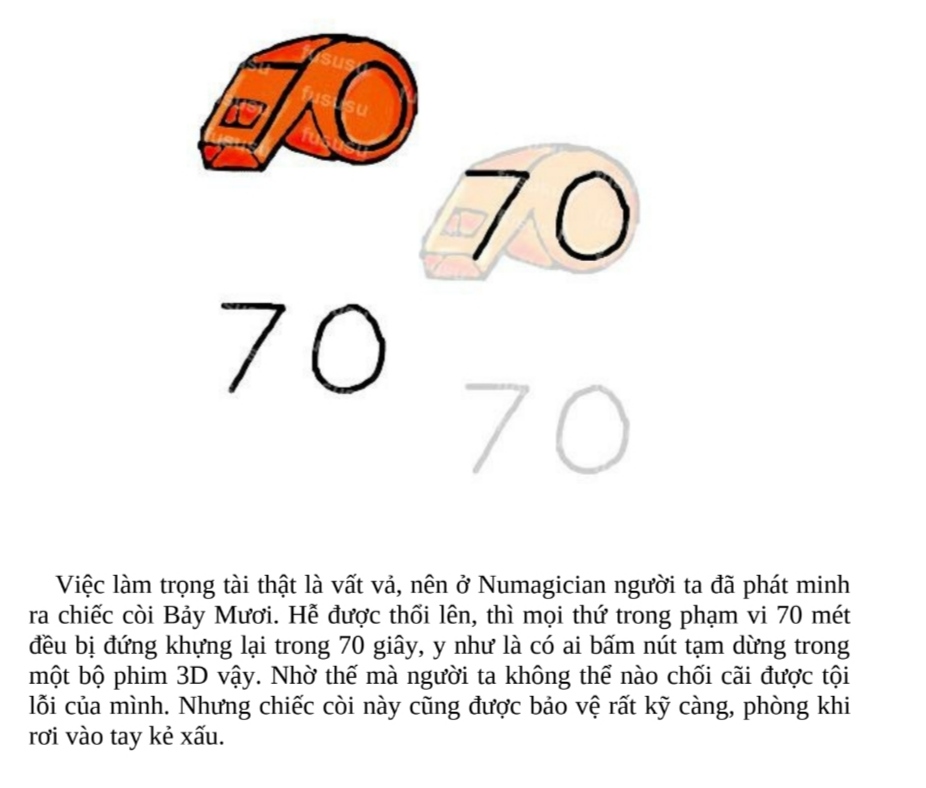 fususu
fususu
fususu
fususu
70
70
70
Việc làm trọng tài thật là vất vả, nên ở Numagician người ta đã phát minh
ra chiếc còi Bảy Mươi. Hễ được thổi lên, thì mọi thứ trong phạm vi 70 mét
đều bị đứng khựng lại trong 70 giây, y như là có ai bấm nút tạm dừng trong
một bộ phim 3D vậy. Nhờ thế mà người ta không thể nào chối cãi được tội
lỗi của mình. Nhưng chiếc còi này cũng được bảo vệ rất kỹ càng, phòng khi
rơi vào tay kẻ xấu.